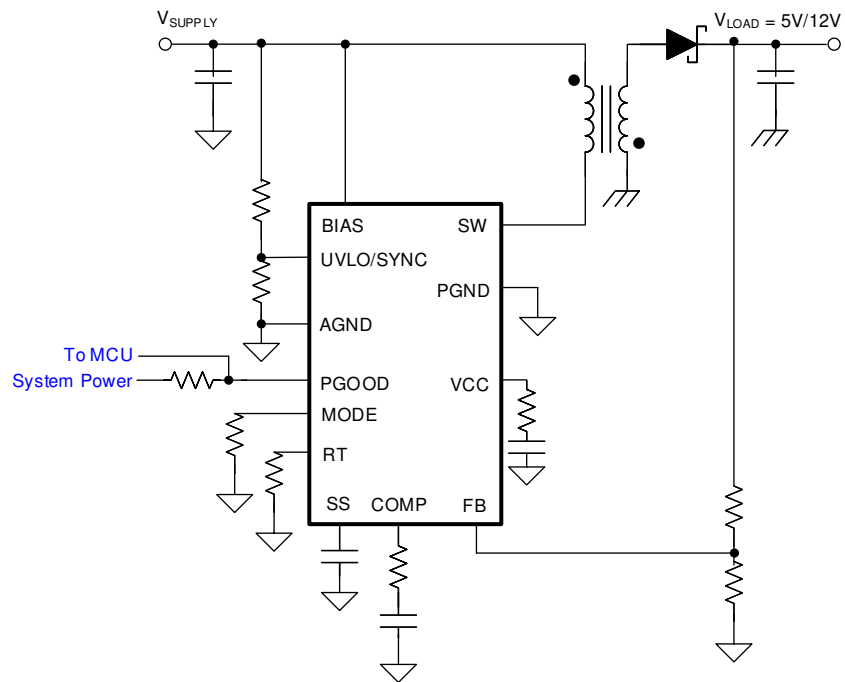 VSUPPLY
VLOAD = 5V/12V
BIAS
SW
UVLO/SYNC
PGND
AGND
To MCU
System Power
PGOOD
VCC
MODE
RT
SS
COMP
FB